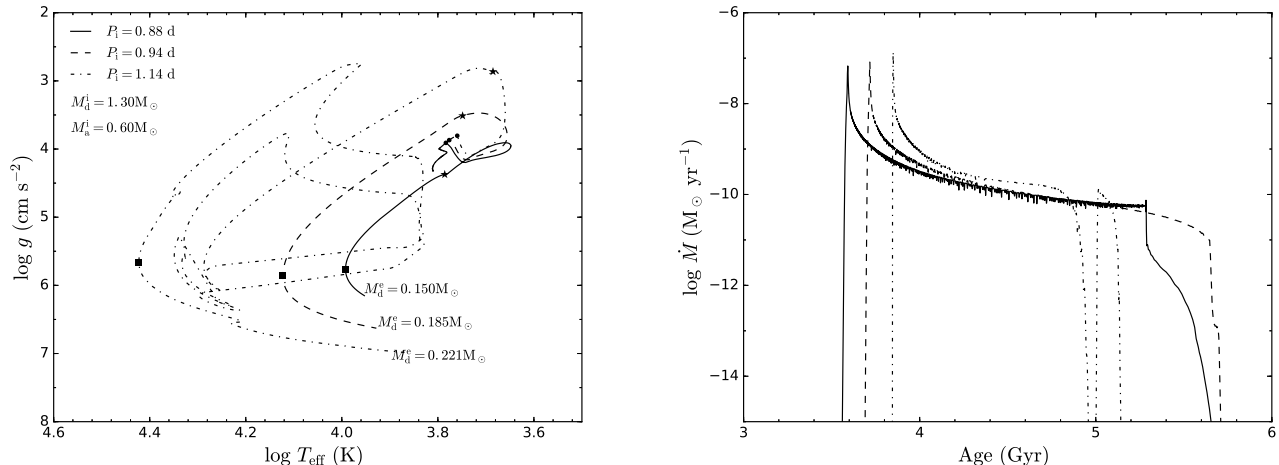 2
3
4
5
6
7
8
4.6
4.4
4.2
4.0
3.8
3.6
log g (cm s⁻²)
log T_eff (K)
P_i = 0.88 d
P_i = 0.94 d
P_i = 1.14 d
M_d^i = 1.30M_⊙
M_a^i = 0.60M_⊙
M_d^e = 0.150M_⊙
M_d^e = 0.185M_⊙
M_d^e = 0.221M_⊙
−6
−8
−10
−12
−14
3
4
5
6
log Ṁ (M_⊙ yr⁻¹)
Age (Gyr)